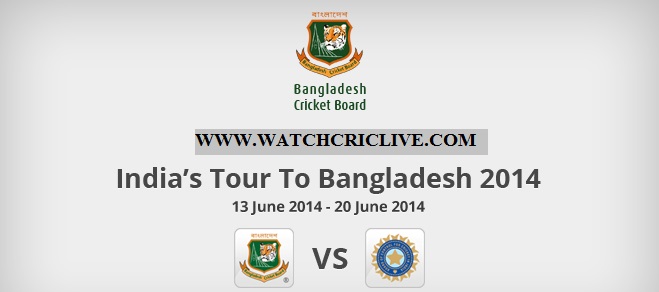 বাংলাদেশ
Bangladesh
Cricket Board
WWW.WATCHCRICLIVE.COM
India’s Tour To Bangladesh 2014
13 June 2014 - 20 June 2014
বাংলাদেশ
VS
®